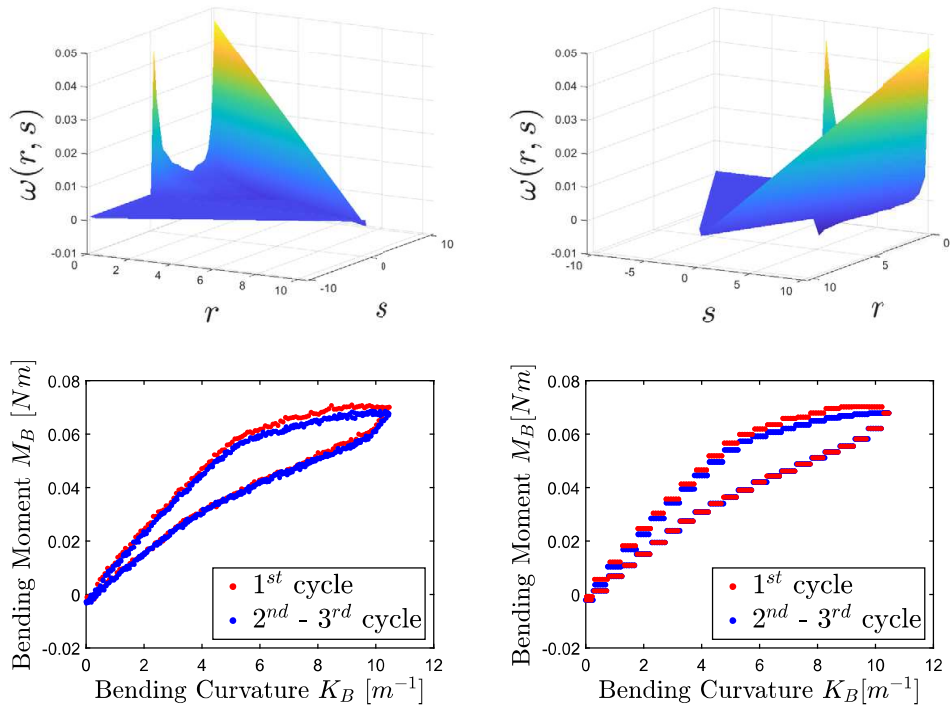 0.05
0.04
0.03
0.02
0.01
0
-0.01
ω(r, s)
0
2
4
6
8
10
r
-10
0
10
s
0.05
0.04
0.03
0.02
0.01
0
-0.01
ω(r, s)
-10
-5
0
5
10
s
10
5
0
r
0.08
0.06
0.04
0.02
0
-0.02
Bending Moment M_B [Nm]
1^st cycle
2^nd - 3^rd cycle
0 2 4 6 8 10 12
Bending Curvature K_B [m^-1]
0.08
0.06
0.04
0.02
0
-0.02
Bending Moment M_B[Nm]
1^st cycle
2^nd - 3^rd cycle
0 2 4 6 8 10 12
Bending Curvature K_B[m^-1]